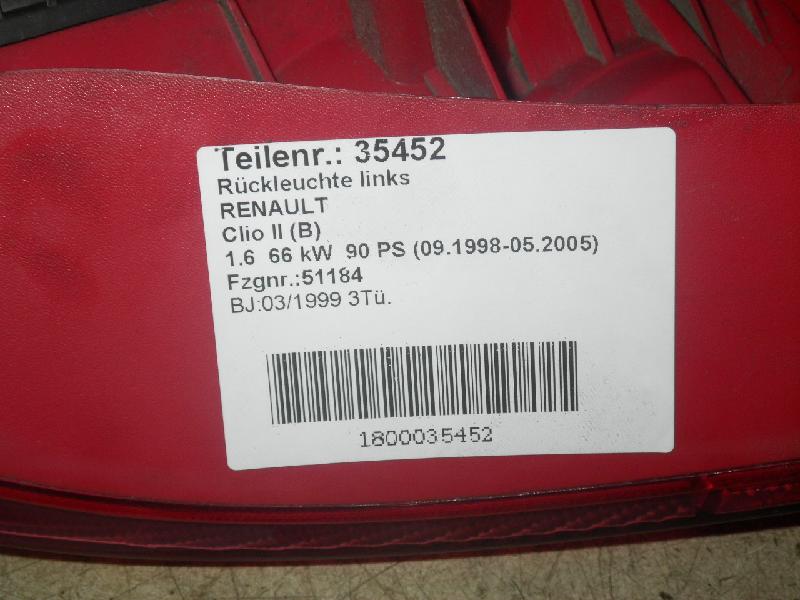 Teilenr.: 35452
Rückleuchte links
RENAULT
Clio II (B)
1.6 66 kW 90 PS (09.1998-05.2005)
Fzgnr.:51184
BJ:03/1999 3Tü.
1800035452